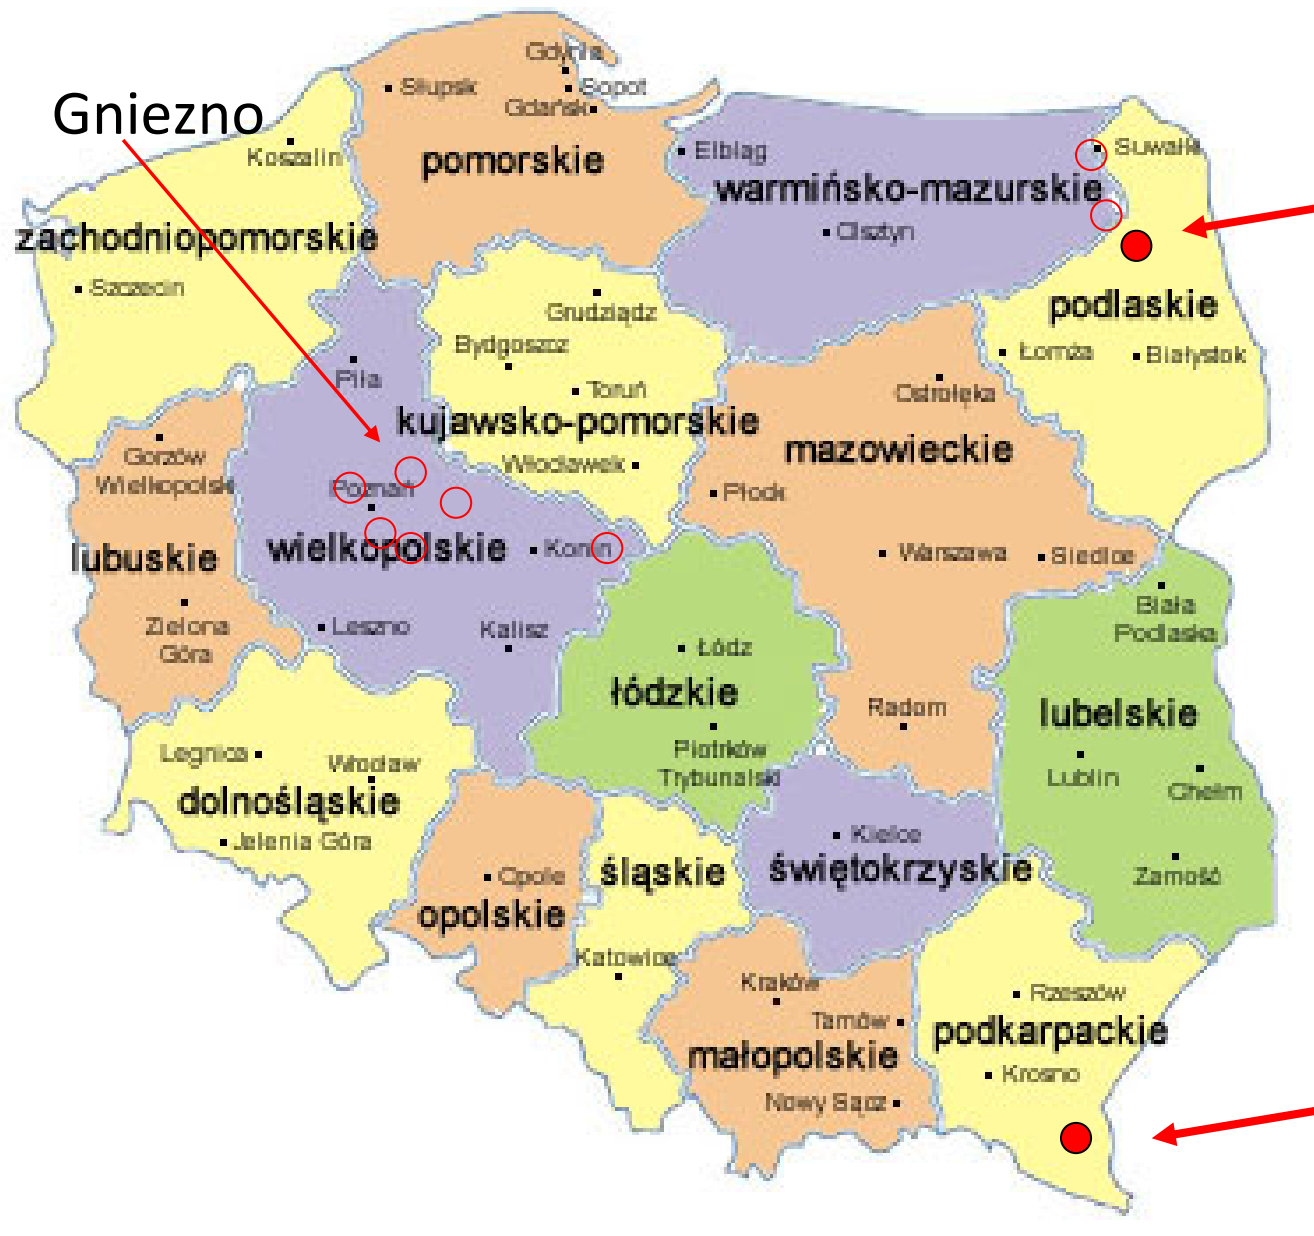 Gdynia
Słupsk
Sopot
Gdańsk
Gniezno
Koszalin
pomorskie
Elbląg
Suwałki
warmińsko-mazurskie
zachodniopomorskie
Olsztyn
Szczecin
podlaskie
Grudziądz
Bydgoszcz
Łomża
Białystok
Piła
Toruń
Ostrołęka
kujawsko-pomorskie
mazowieckie
Gorzów
Wielkopolski
Włocławek
Poznań
Płock
lubuskie
wielkopolskie
Konin
Warszawa
Siedlce
Biała
Podlaska
Zielona
Góra
Leszno
Kalisz
Łódź
łódzkie
Radom
lubelskie
Legnica
Wrocław
Piotrków
Trybunalski
Lublin
Chełm
dolnośląskie
Jelenia Góra
Kielce
Opole
śląskie
świętokrzyskie
Zamość
opolskie
Katowice
Kraków
Rzeszów
Tarnów
podkarpackie
małopolskie
Krosno
Nowy Sącz